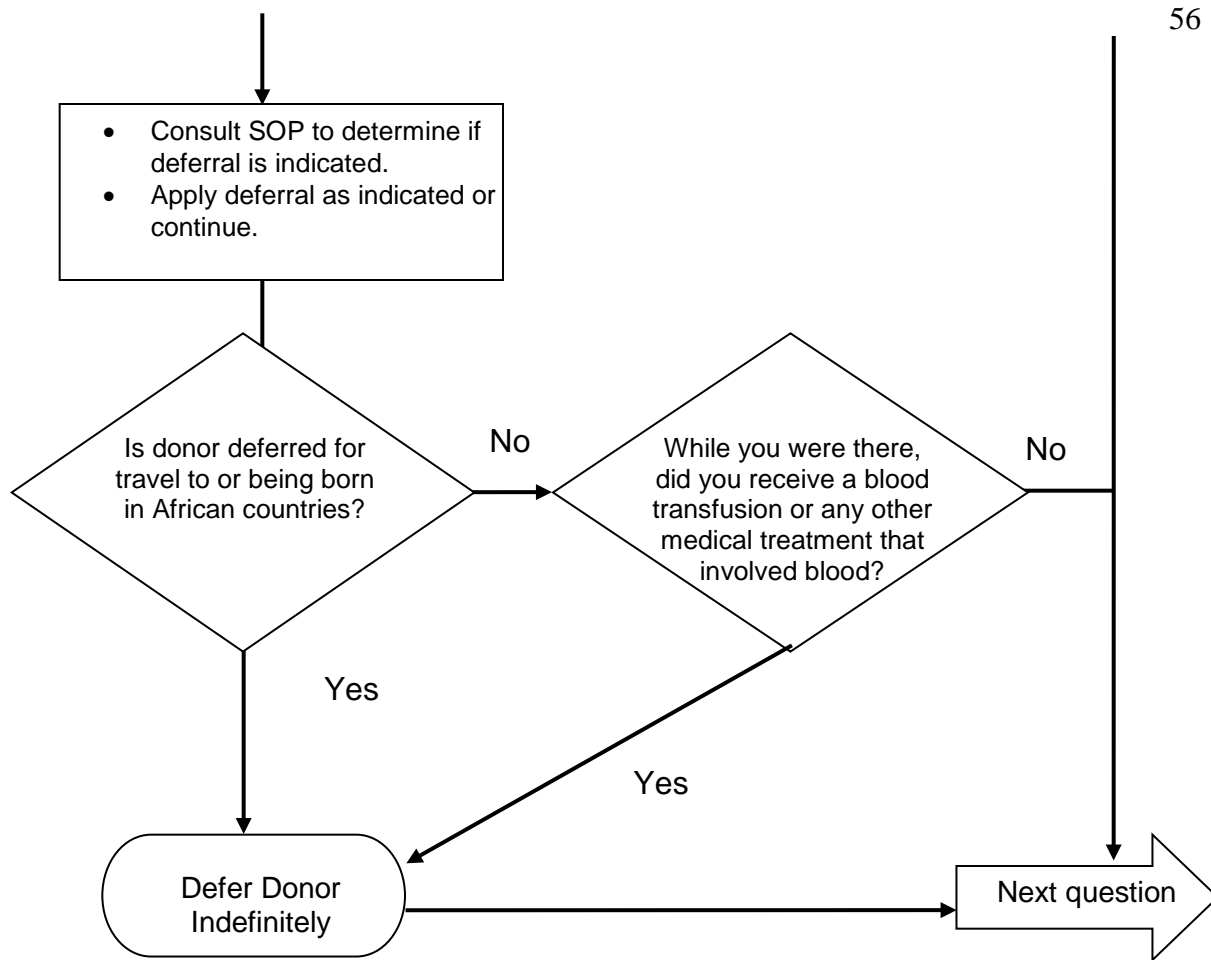 56
• Consult SOP to determine if
deferral is indicated.
• Apply deferral as indicated or
continue.
Is donor deferred for
travel to or being born
in African countries?
No
While you were there,
did you receive a blood
transfusion or any other
medical treatment that
involved blood?
No
Yes
Yes
Defer Donor
Indefinitely
Next question